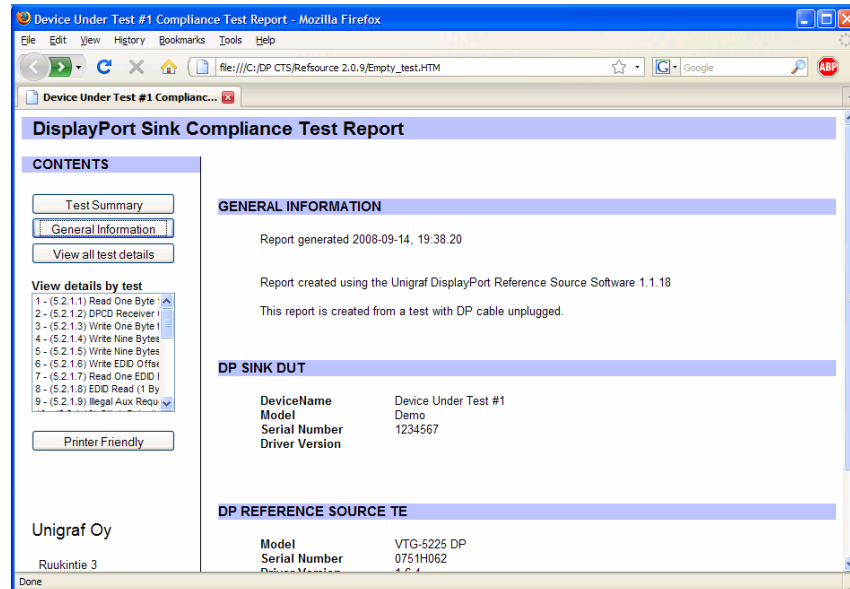 Device Under Test #1 Compliance Test Report - Mozilla Firefox
File Edit View History Bookmarks Tools Help
file:///C:/DP CTS/Refsource 2.0.9/Empty_test.HTM
G Google
ABP
Device Under Test #1 Complianc...
DisplayPort Sink Compliance Test Report
CONTENTS
Test Summary
General Information
View all test details
View details by test
1 - (5.2.1.1) Read One Byte
2 - (5.2.1.2) DPCD Receiver
3 - (5.2.1.3) Write One Byte
4 - (5.2.1.4) Write Nine Bytes
5 - (5.2.1.5) Write Nine Bytes
6 - (5.2.1.6) Write EDID Offse
7 - (5.2.1.7) Read One EDID
8 - (5.2.1.8) EDID Read (1 By
9 - (5.2.1.9) Illegal Aux Requ
Printer Friendly
Unigraf Oy
Ruukintie 3
GENERAL INFORMATION
Report generated 2008-09-14, 19:38.20
Report created using the Unigraf DisplayPort Reference Source Software 1.1.18
This report is created from a test with DP cable unplugged.
DP SINK DUT
DeviceName Device Under Test #1
Model Demo
Serial Number 1234567
Driver Version
DP REFERENCE SOURCE TE
Model VTG-5225 DP
Serial Number 0751H062
Driver Version 1.6.4
Done